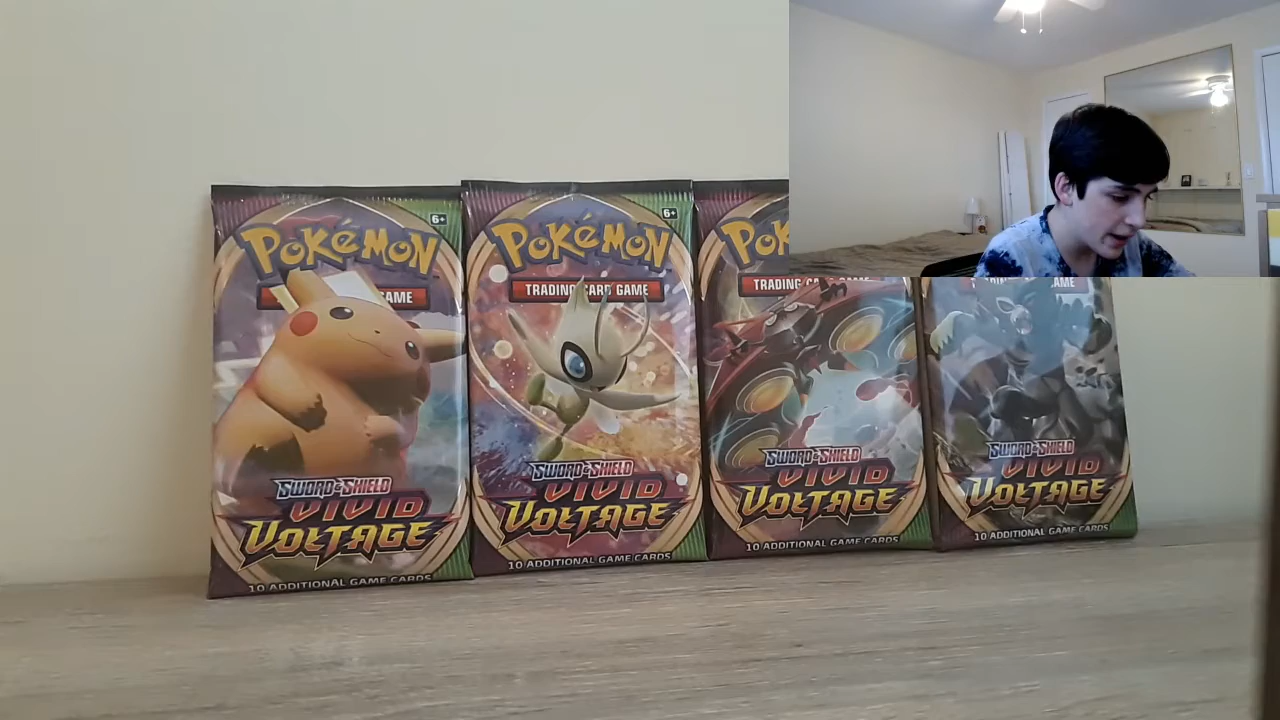 6+
POKÉMON
GAME
SWORD & SHIELD
VIVID
VOLTAGE
10 ADDITIONAL GAME CARDS
6+
POKÉMON
TRADING CARD GAME
SWORD & SHIELD
VIVID
VOLTAGE
10 ADDITIONAL GAME CARDS
POK
TRADING CARD GAME
SWORD & SHIELD
VIVID
VOLTAGE
10 ADDITIONAL GAME CARDS
SWORD & SHIELD
VIVID
VOLTAGE
10 ADDITIONAL GAME CARDS